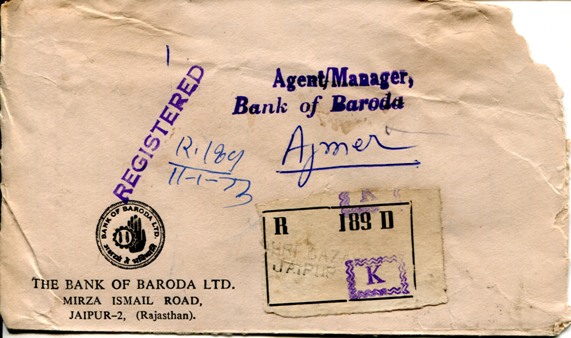 REGISTERED
Agent/Manager,
Bank of Baroda
Ajmer
R. 189
11-1-73
K
R 189 D
JAIPUR
K
BANK OF BARODA LTD.
THE BANK OF BARODA LTD.
MIRZA ISMAIL ROAD,
JAIPUR-2, (Rajasthan).